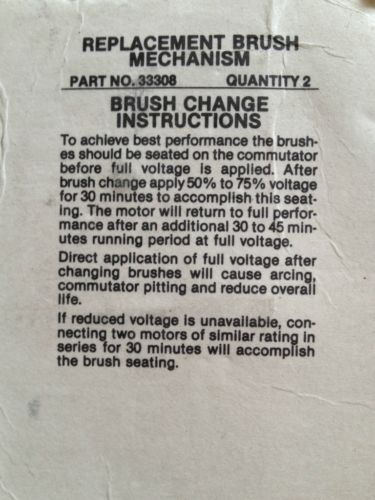 REPLACEMENT BRUSH
MECHANISM
PART NO. 33308 QUANTITY 2
BRUSH CHANGE
INSTRUCTIONS
To achieve best performance the brush-
es should be seated on the commutator
before full voltage is applied. After
brush change apply 50% to 75% voltage
for 30 minutes to accomplish this seat-
ing. The motor will return to full perfor-
mance after an additional 30 to 45 min-
utes running period at full voltage.
Direct application of full voltage after
changing brushes will cause arcing,
commutator pitting and reduce overall
life.
If reduced voltage is unavailable, con-
necting two motors of similar rating in
series for 30 minutes will accomplish
the brush seating.